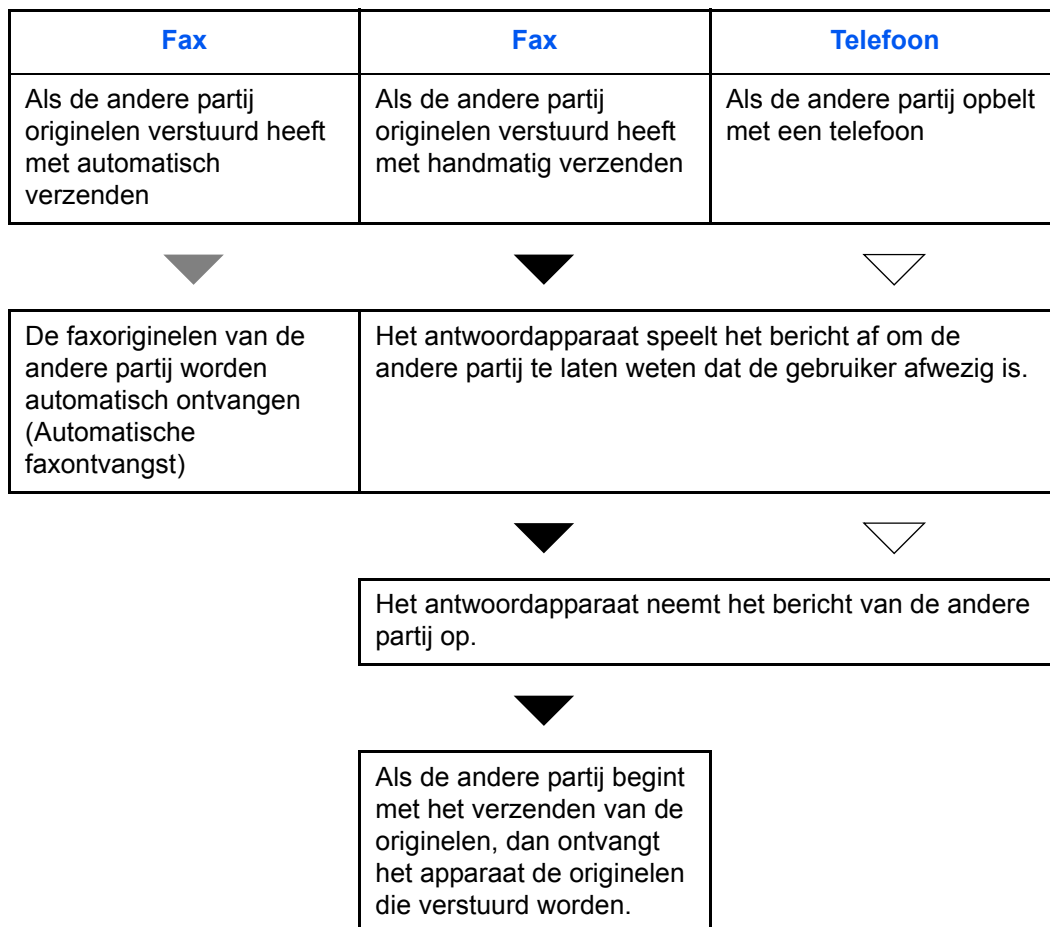 Fax
Fax
Telefoon
Als de andere partij
originelen verstuurd heeft
met automatisch
verzenden
Als de andere partij
originelen verstuurd heeft
met handmatig verzenden
Als de andere partij opbelt
met een telefoon
De faxoriginelen van de
andere partij worden
automatisch ontvangen
(Automatische
faxontvangst)
Het antwoordapparaat speelt het bericht af om de
andere partij te laten weten dat de gebruiker afwezig is.
Het antwoordapparaat neemt het bericht van de andere
partij op.
Als de andere partij begint
met het verzenden van de
originelen, dan ontvangt
het apparaat de originelen
die verstuurd worden.